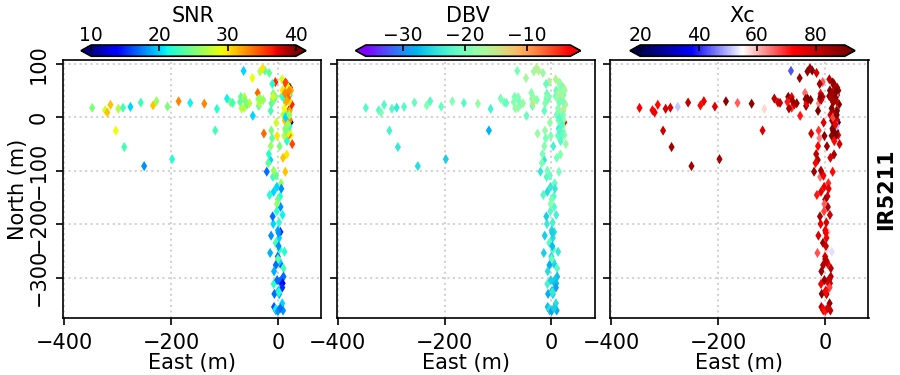 SNR DBV Xc
10 20 30 40 −30 −20 −10 20 40 60 80
100
0
−100
−200
−300
North (m)
IR5211
−400 −200 0 −400 −200 0 −400 −200 0
East (m) East (m) East (m)